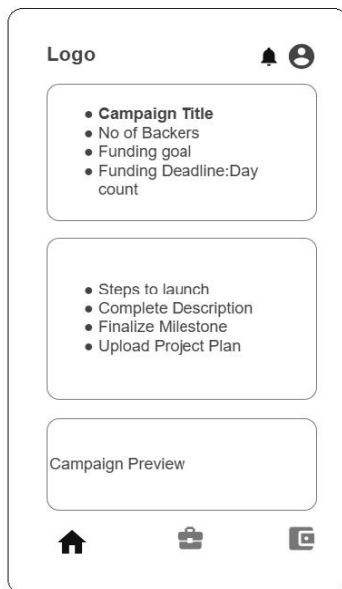 Logo
● Campaign Title
● No of Backers
● Funding goal
● Funding Deadline:Day
count
● Steps to launch
● Complete Description
● Finalize Milestone
● Upload Project Plan
Campaign Preview